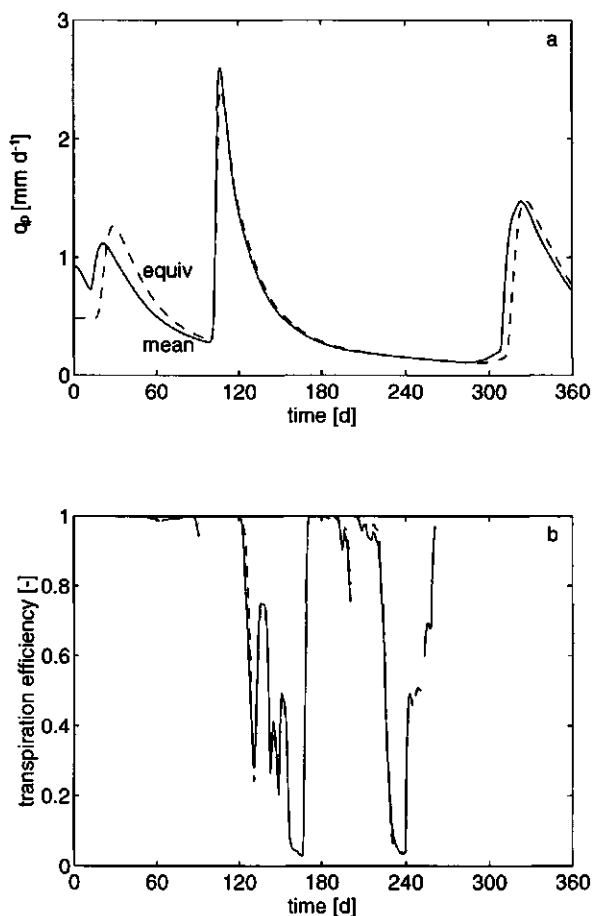 a
3
2
1
0
q_φ [mm d⁻¹]
equiv
mean
0 60 120 180 240 300 360
time [d]
b
1
0.8
0.6
0.4
0.2
0
transpiration efficiency [-]
0 60 120 180 240 300 360
time [d]